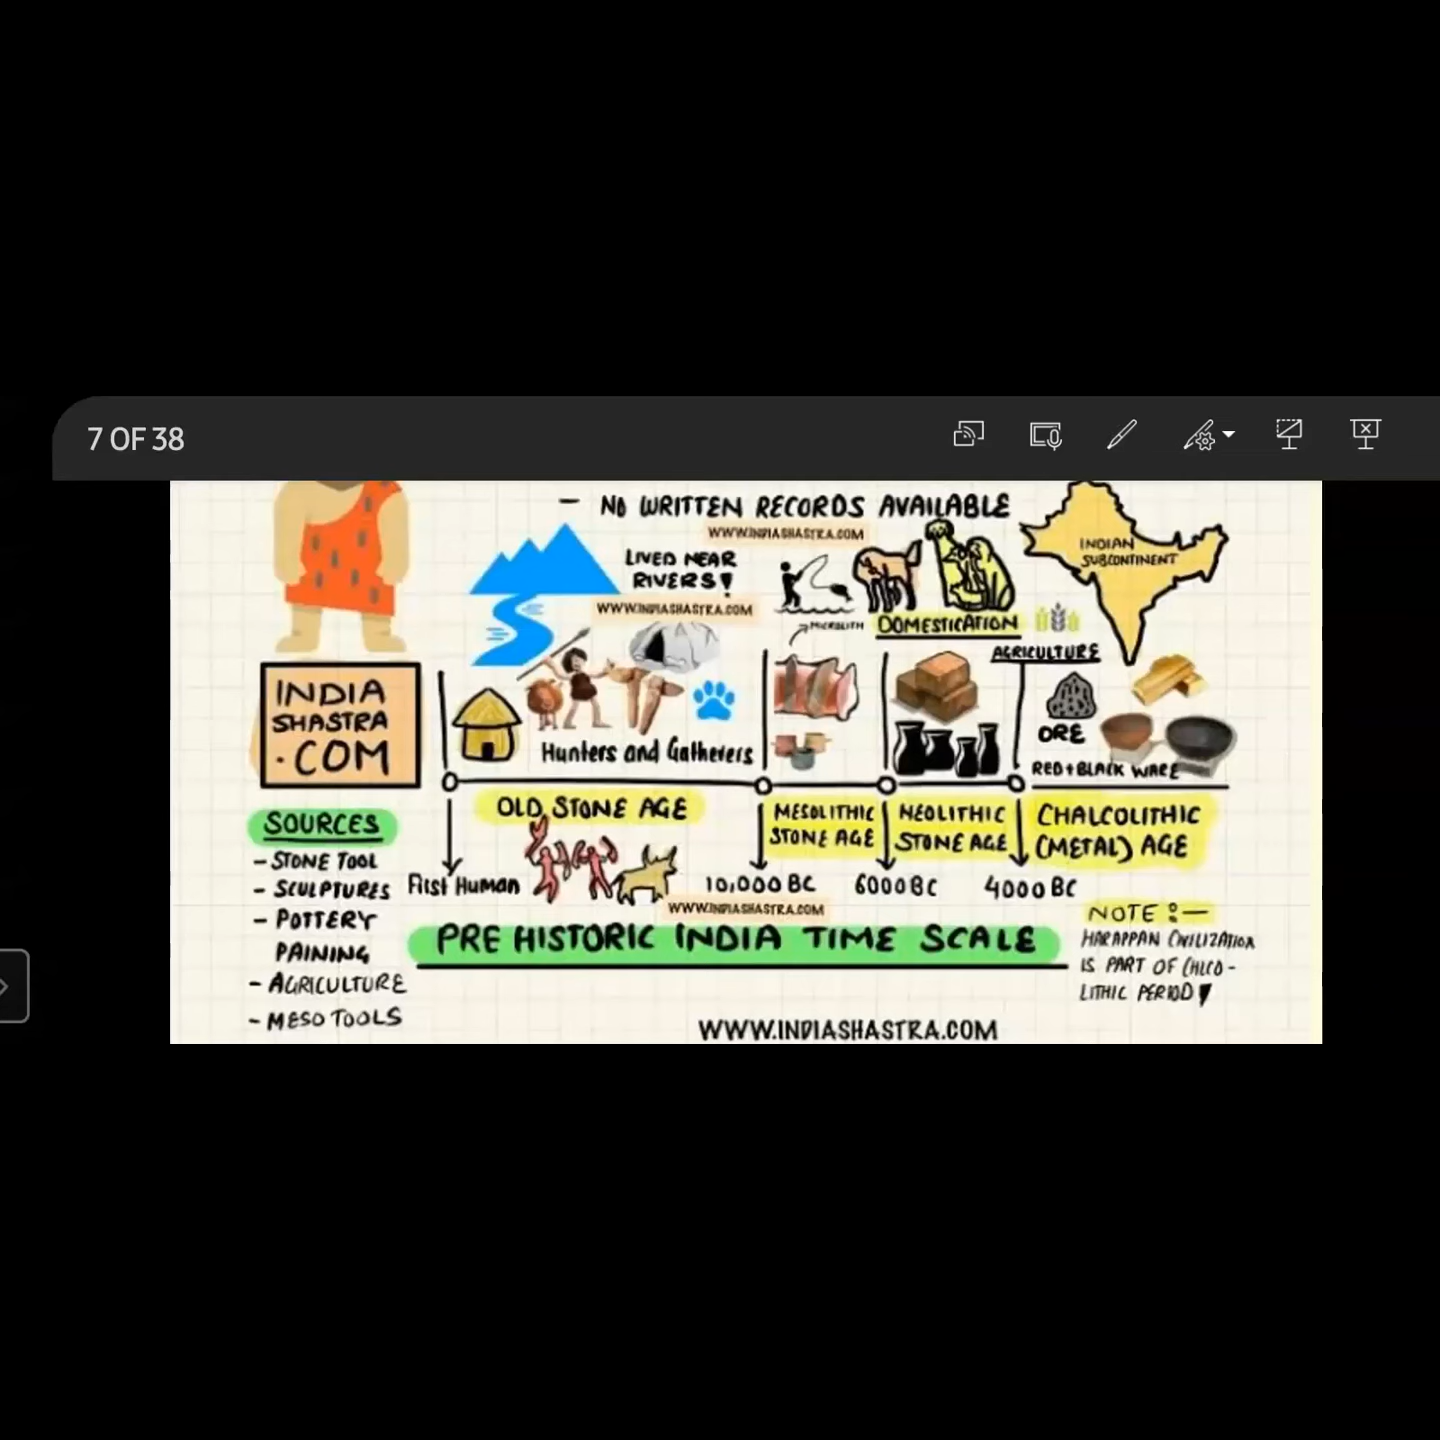 7 OF 38
— NO WRITTEN RECORDS AVAILABLE
WWW.INDIASHASTRA.COM
LIVED NEAR
RIVERS!
WWW.INDIASHASTRA.COM
MICROLITH
DOMESTICATION
INDIAN
SUBCONTINENT
AGRICULTURE
INDIA
SHASTRA
.COM
Hunters and Gatherers
ORE
RED+BLACK WARE
OLD STONE AGE
MESOLITHIC
STONE AGE
NEOLITHIC
STONE AGE
CHALCOLITHIC
(METAL) AGE
First Human
10,000 BC
6000 BC
4000 BC
WWW.INDIASHASTRA.COM
PRE HISTORIC INDIA TIME SCALE
SOURCES
- STONE TOOL
- SCULPTURES
- POTTERY
PAINING
- AGRICULTURE
- MESO TOOLS
NOTE :—
HARAPPAN CIVILIZATION
IS PART OF CHLCO-
LITHIC PERIOD!
WWW.INDIASHASTRA.COM